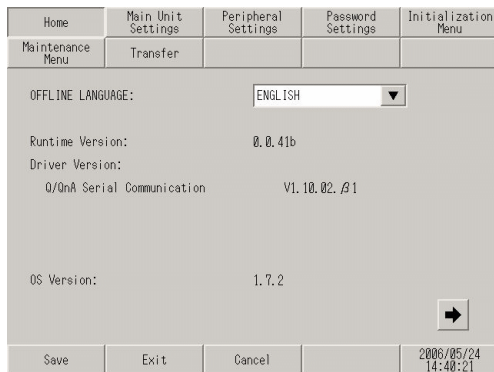 Home
Main Unit
Settings
Peripheral
Settings
Password
Settings
Initialization
Menu
Maintenance
Menu
Transfer
OFFLINE LANGUAGE:
ENGLISH
Runtime Version:
0.0.41b
Driver Version:
Q/QnA Serial Communication
V1.10.02.β1
OS Version:
1.7.2
Save
Exit
Cancel
2006/05/24
14:40:21